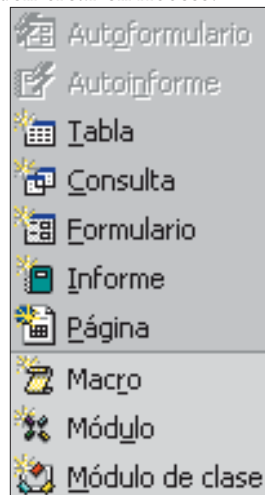 Autoformulario
Autoinforme
Tabla
Consulta
Formulario
Informe
Página
Macro
Módulo
Módulo de clase